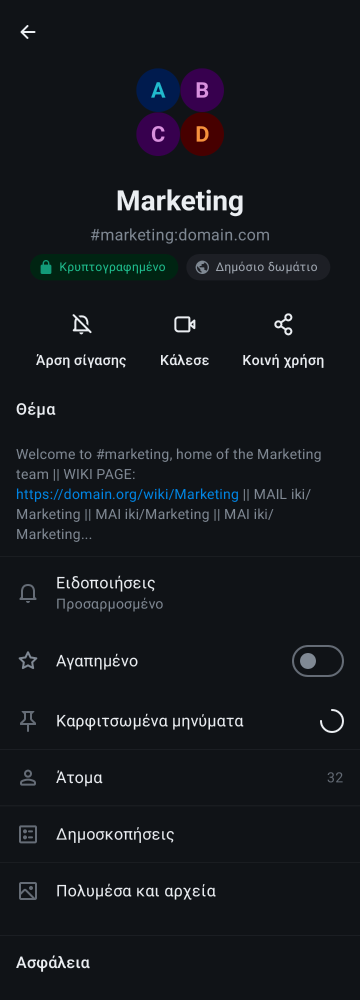 A B
C D
Marketing
#marketing:domain.com
Κρυπτογραφημένο Δημόσιο δωμάτιο
Άρση σίγασης Κάλεσε Κοινή χρήση
Θέμα
Welcome to #marketing, home of the Marketing
team || WIKI PAGE:
https://domain.org/wiki/Marketing || MAIL iki/
Marketing || MAI iki/Marketing || MAI iki/
Marketing...
Ειδοποιήσεις
Προσαρμοσμένο
Αγαπημένο
Καρφιτσωμένα μηνύματα
Άτομα 32
Δημοσκοπήσεις
Πολυμέσα και αρχεία
Ασφάλεια